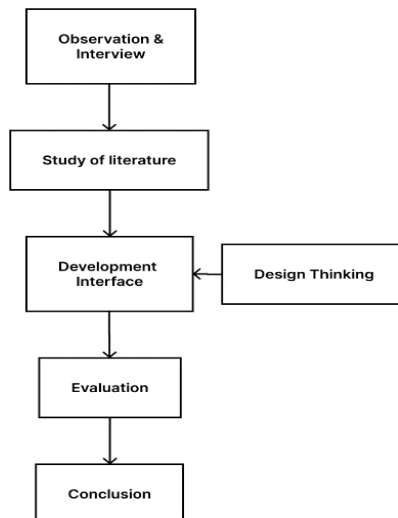 Observation &
Interview
Study of literature
Development
Interface
Design Thinking
Evaluation
Conclusion